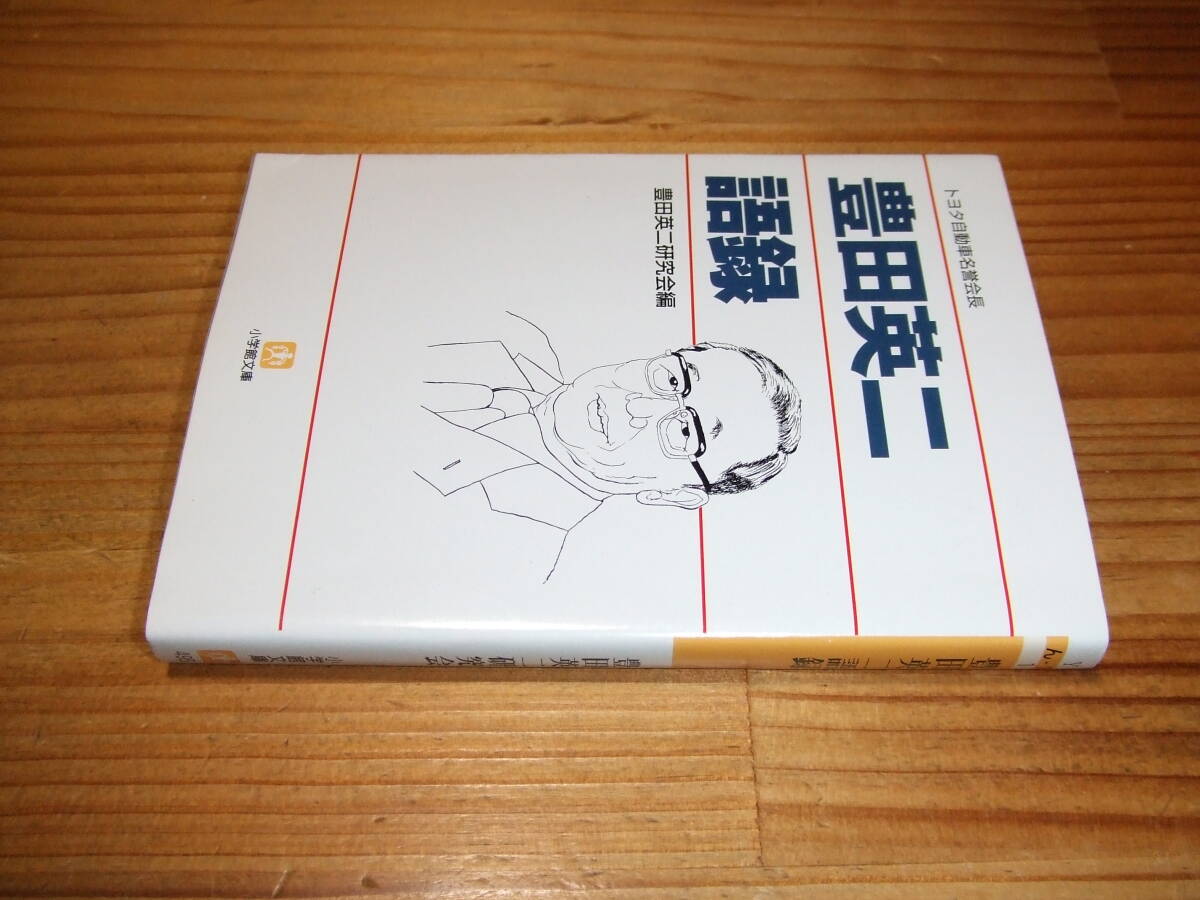 トヨタ自動車名誉会長
豊田英二
語録
豊田英二研究会編
小学館文庫
豊田英二語録
豊田英二研究会
小学館文庫